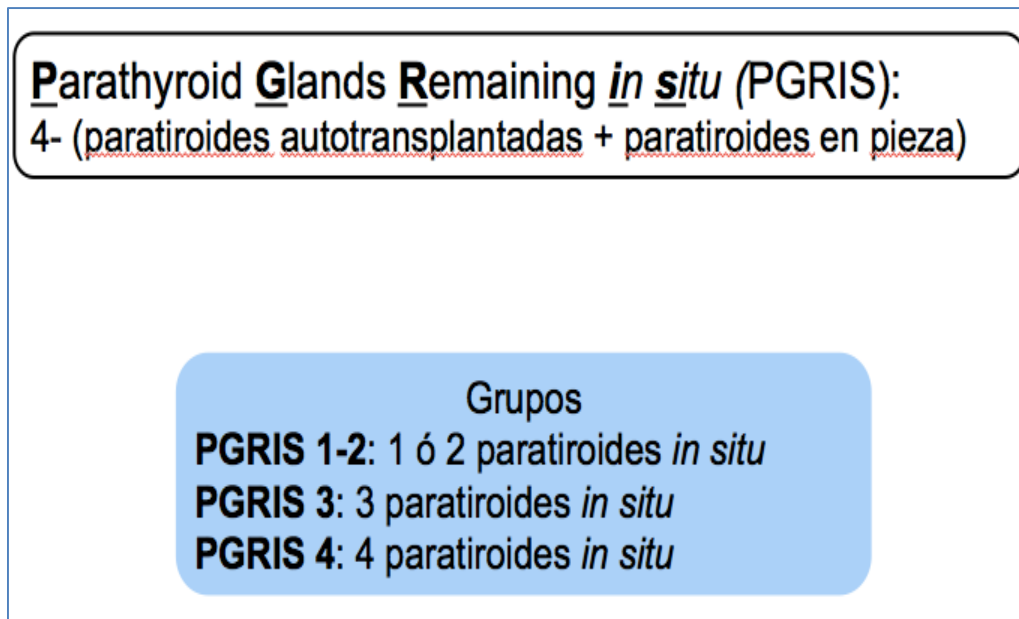 Parathyroid Glands Remaining in situ (PGRIS):
4- (paratiroides autotransplantadas + paratiroides en pieza)
Grupos
PGRIS 1-2: 1 ó 2 paratiroides in situ
PGRIS 3: 3 paratiroides in situ
PGRIS 4: 4 paratiroides in situ